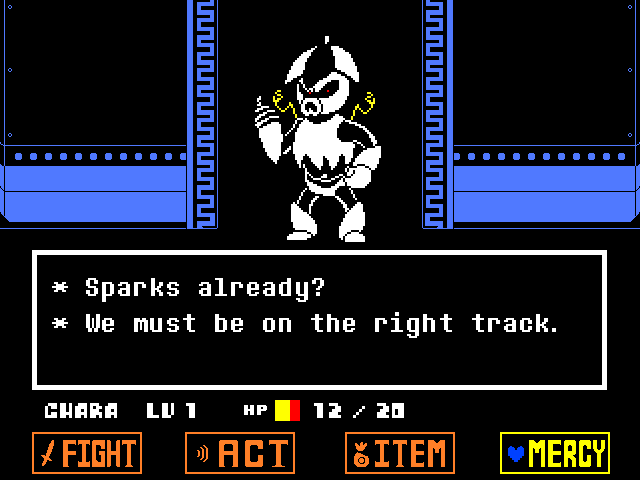 * Sparks already?
* We must be on the right track.
CHARA LV 1 HP 12 / 20
FIGHT ACT ITEM MERCY